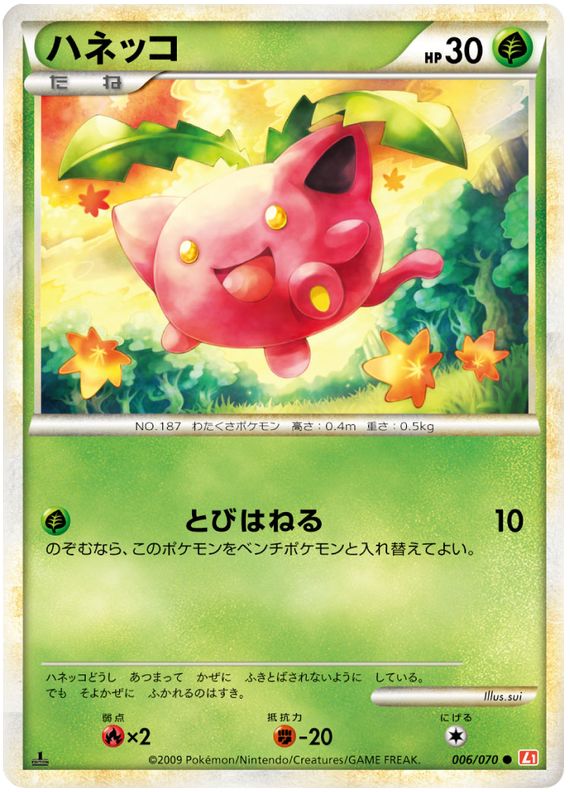 ハネッコ HP30
たね
NO.187 わたくさポケモン 高さ：0.4m 重さ：0.5kg
とびはねる 10
のぞむなら、このポケモンをベンチポケモンと入れ替えてよい。
ハネッコどうし あつまって かぜに ふきとばされないように している。
でも そよかぜに ふかれるのはすき。
Illus.sui
弱点 抵抗力 にげる
×2 -20
1 EDITION ©2009 Pokémon/Nintendo/Creatures/GAME FREAK. 006/070 ● L1